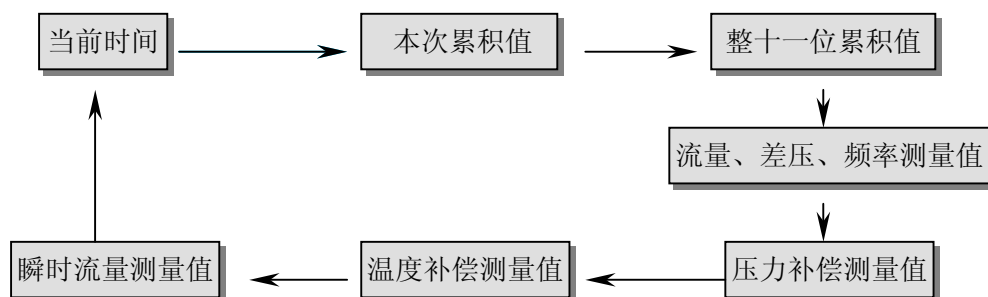 当前时间
本次累积值
整十一位累积值
流量、差压、频率测量值
瞬时流量测量值
温度补偿测量值
压力补偿测量值